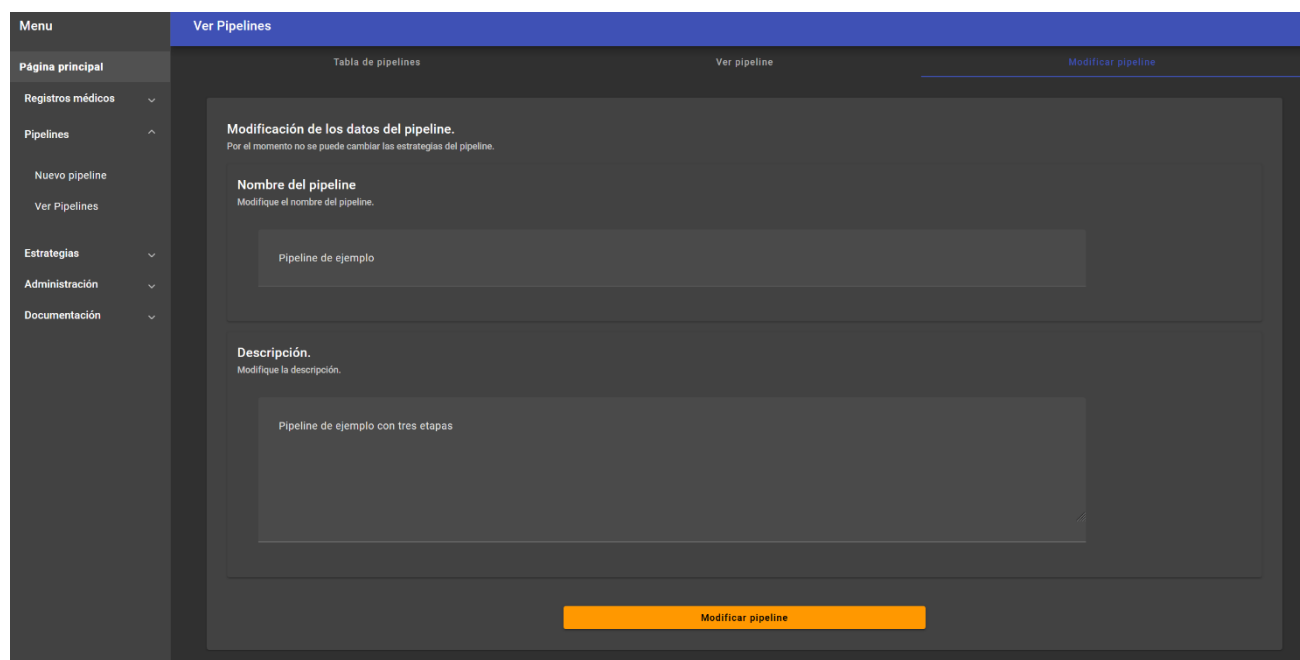 Menu
Página principal
Registros médicos
Pipelines
Nuevo pipeline
Ver Pipelines
Estrategias
Administración
Documentación
Ver Pipelines
Tabla de pipelines
Ver pipeline
Modificar pipeline
Modificación de los datos del pipeline.
Por el momento no se puede cambiar las estrategias del pipeline.
Nombre del pipeline
Modifique el nombre del pipeline.
Pipeline de ejemplo
Descripción.
Modifique la descripción.
Pipeline de ejemplo con tres etapas
Modificar pipeline